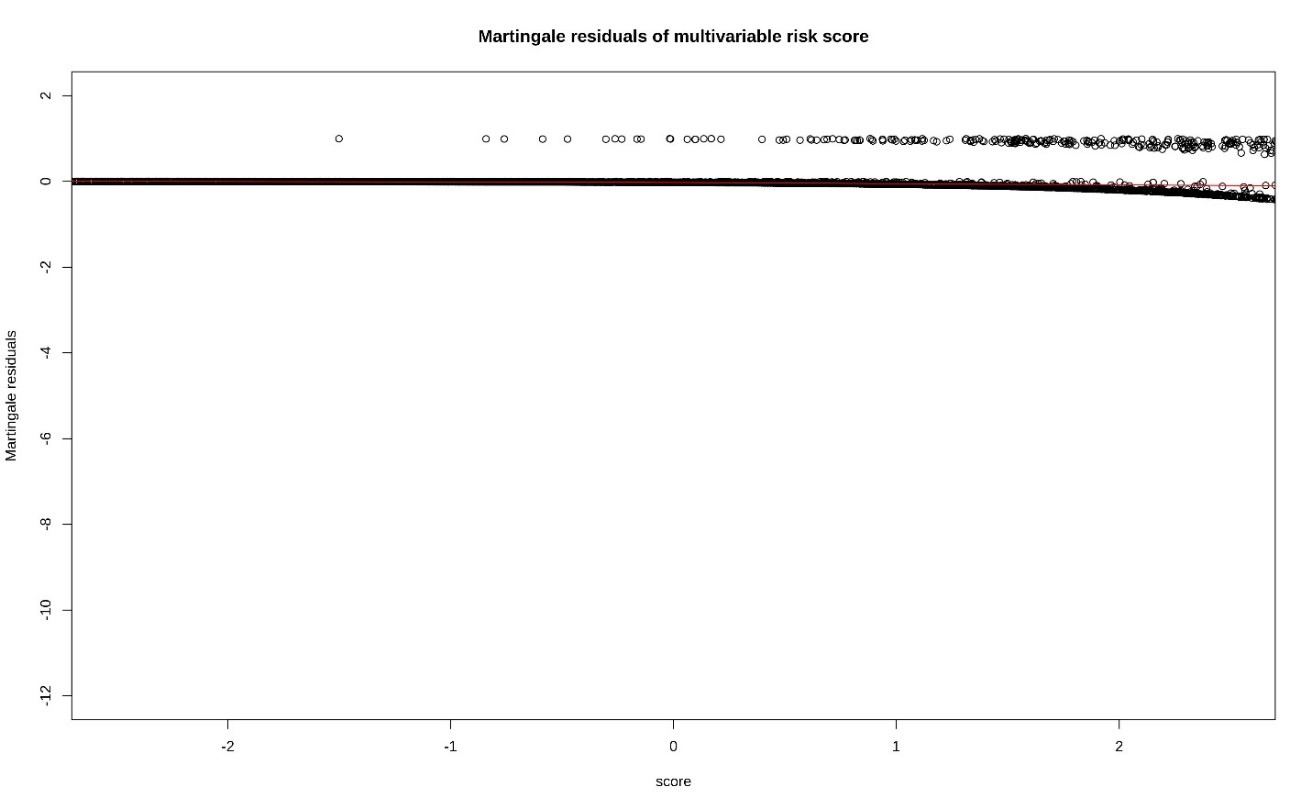 Martingale residuals of multivariable risk score
2
0
-2
-4
-6
-8
-10
-12
Martingale residuals
-2 -1 0 1 2
score